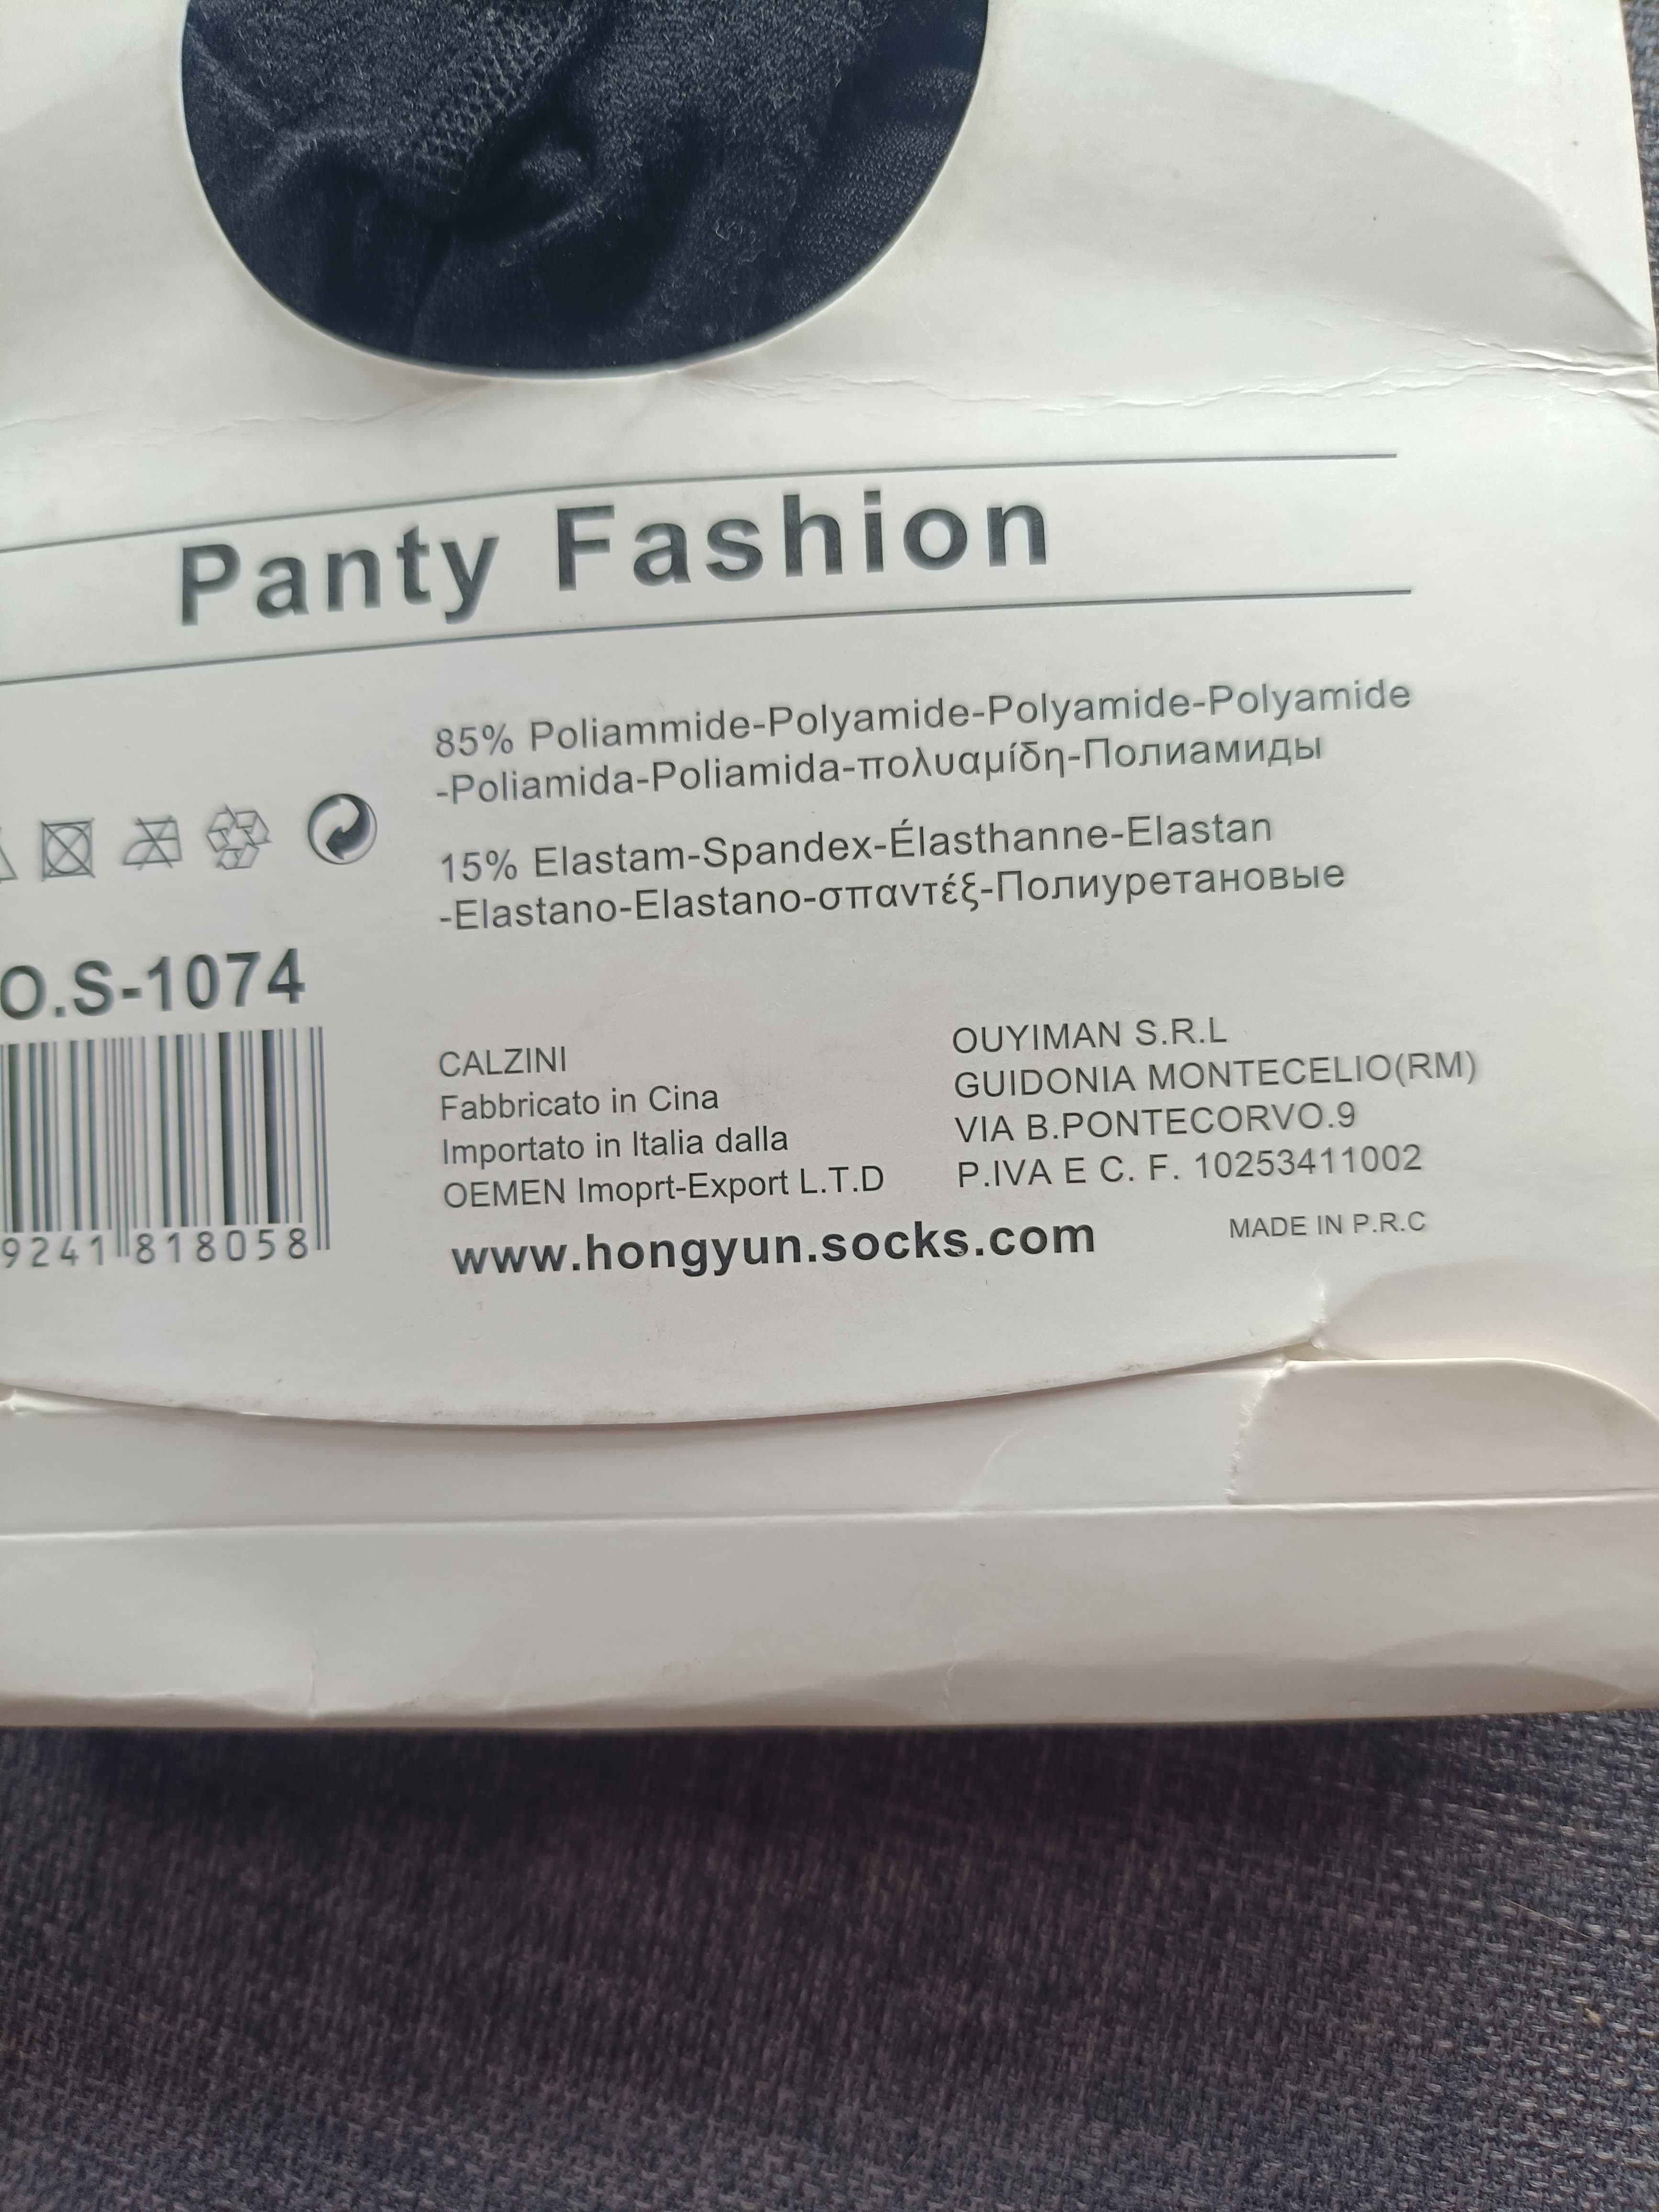 Panty Fashion
85% Poliammide-Polyamide-Polyamide-Polyamide
-Poliamida-Poliamida-πολυαμίδη-Полиамиды
15% Elastam-Spandex-Élasthanne-Elastan
-Elastano-Elastano-σπαντέξ-Полиуретановые
O.S-1074
9241 818058
CALZINI
Fabbricato in Cina
Importato in Italia dalla
OEMEN Imoprt-Export L.T.D
OUYIMAN S.R.L
GUIDONIA MONTECELIO(RM)
VIA B.PONTECORVO.9
P.IVA E C. F. 10253411002
www.hongyun.socks.com
MADE IN P.R.C